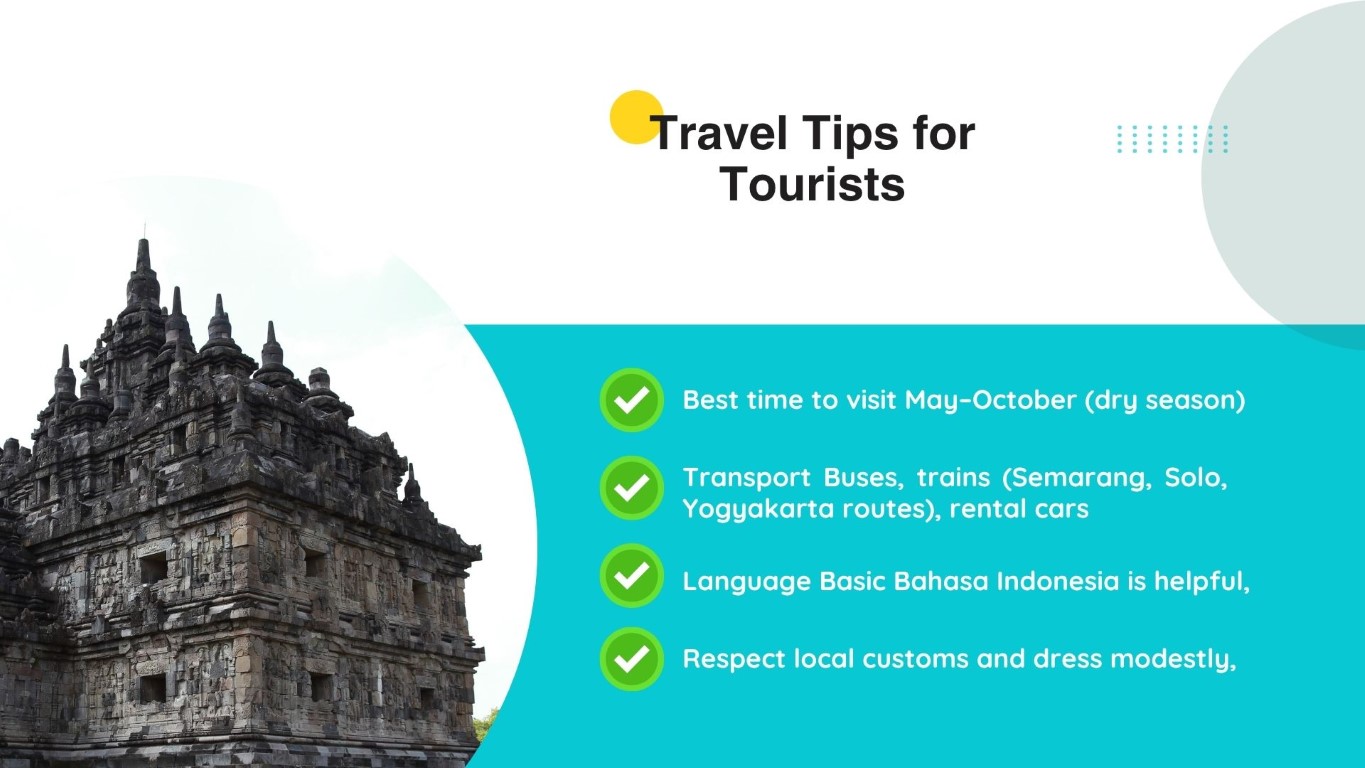 Travel Tips for
Tourists
Best time to visit May–October (dry season)
Transport Buses, trains (Semarang, Solo,
Yogyakarta routes), rental cars
Language Basic Bahasa Indonesia is helpful,
Respect local customs and dress modestly,